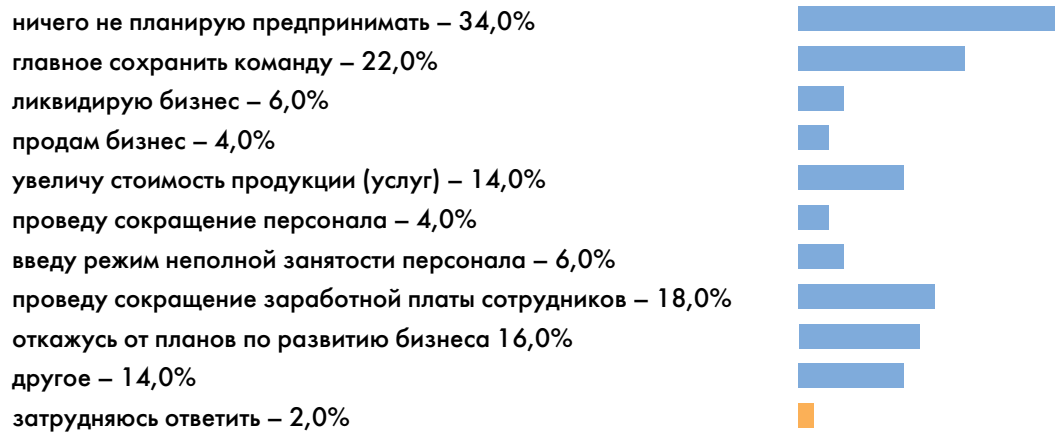 ничего не планирую предпринимать – 34,0%
главное сохранить команду – 22,0%
ликвидирую бизнес – 6,0%
продам бизнес – 4,0%
увеличу стоимость продукции (услуг) – 14,0%
проведу сокращение персонала – 4,0%
введу режим неполной занятости персонала – 6,0%
проведу сокращение заработной платы сотрудников – 18,0%
откажусь от планов по развитию бизнеса 16,0%
другое – 14,0%
затрудняюсь ответить – 2,0%